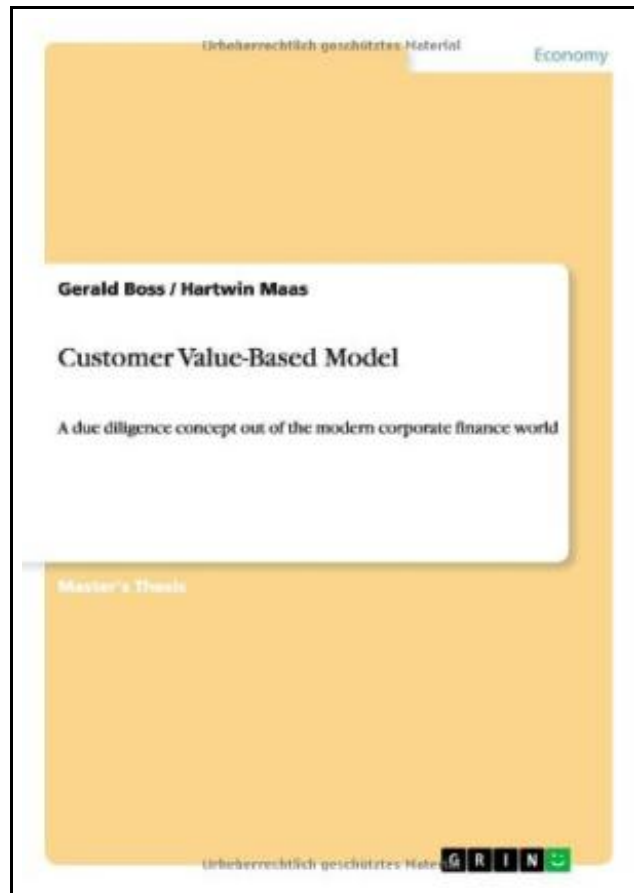 Urheberrechtlich geschütztes Material
Economy
Gerald Boss / Hartwin Maas
Customer Value-Based Model
A due diligence concept out of the modern corporate finance world
Master's Thesis
Urheberrechtlich geschütztes Mate
GRIN